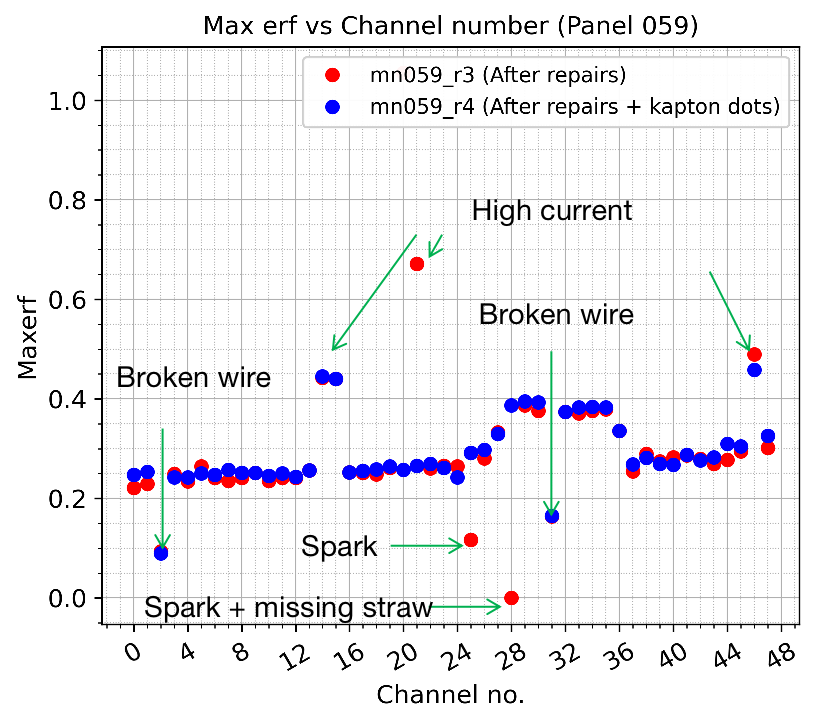 Max erf vs Channel number (Panel 059)
mn059_r3 (After repairs)
mn059_r4 (After repairs + kapton dots)
1.0
0.8
0.6
0.4
0.2
0.0
Maxerf
High current
Broken wire
Broken wire
Spark
Spark + missing straw
0 4 8 12 16 20 24 28 32 36 40 44 48
Channel no.